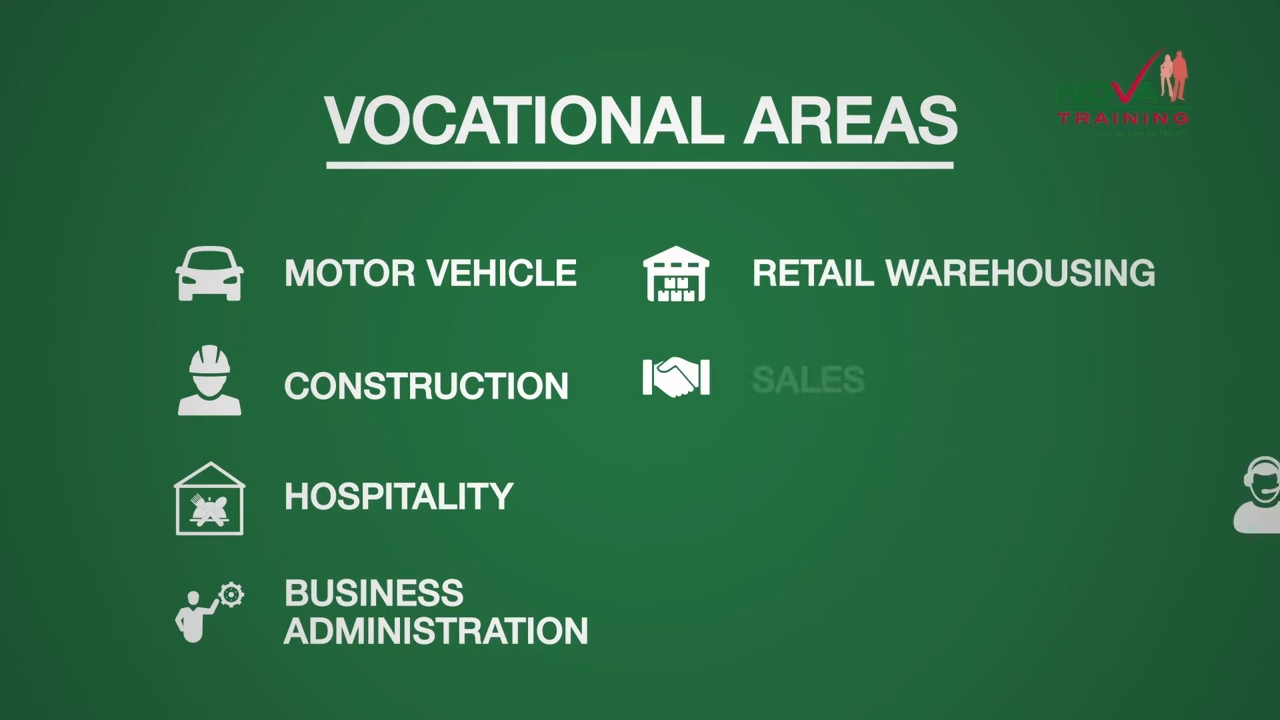 VOCATIONAL AREAS
TRAINING
MOTOR VEHICLE
RETAIL WAREHOUSING
CONSTRUCTION
SALES
HOSPITALITY
BUSINESS
ADMINISTRATION